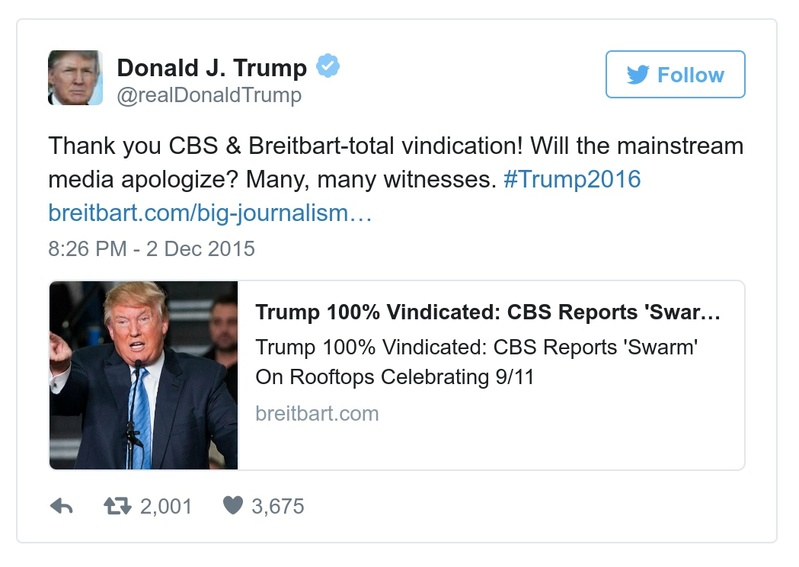 Donald J. Trump
@realDonaldTrump
Follow
Thank you CBS & Breitbart-total vindication! Will the mainstream
media apologize? Many, many witnesses. #Trump2016
breitbart.com/big-journalism…
8:26 PM - 2 Dec 2015
Trump 100% Vindicated: CBS Reports 'Swar…
Trump 100% Vindicated: CBS Reports 'Swarm'
On Rooftops Celebrating 9/11
breitbart.com
2,001 3,675